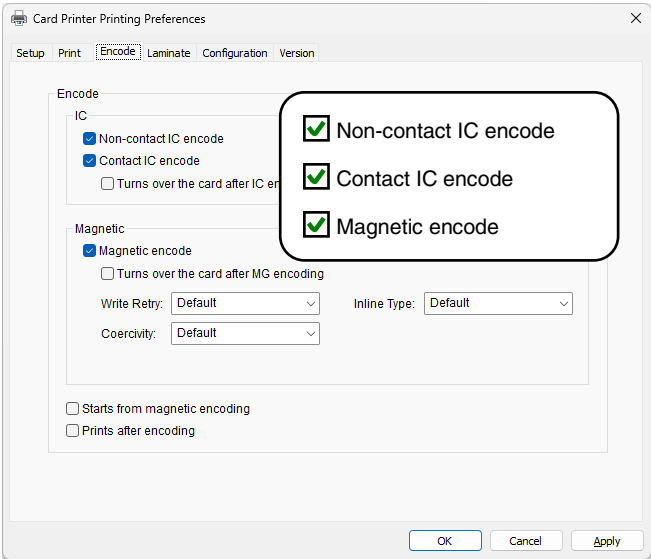 Card Printer Printing Preferences
Setup Print Encode Laminate Configuration Version
Encode
IC
Non-contact IC encode
Contact IC encode
Turns over the card after IC en
Non-contact IC encode
Contact IC encode
Magnetic encode
Magnetic
Magnetic encode
Turns over the card after MG encoding
Write Retry: Default Inline Type: Default
Coercivity: Default
Starts from magnetic encoding
Prints after encoding
OK Cancel Apply